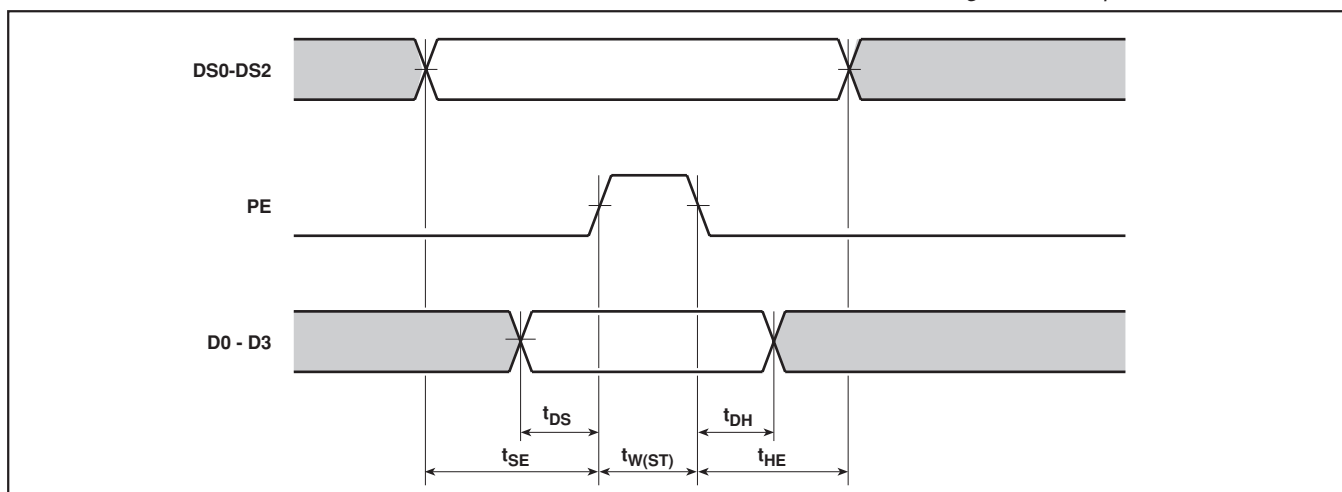 DS0-DS2
PE
D0 - D3
tDS
tDH
tSE
tW(ST)
tHE